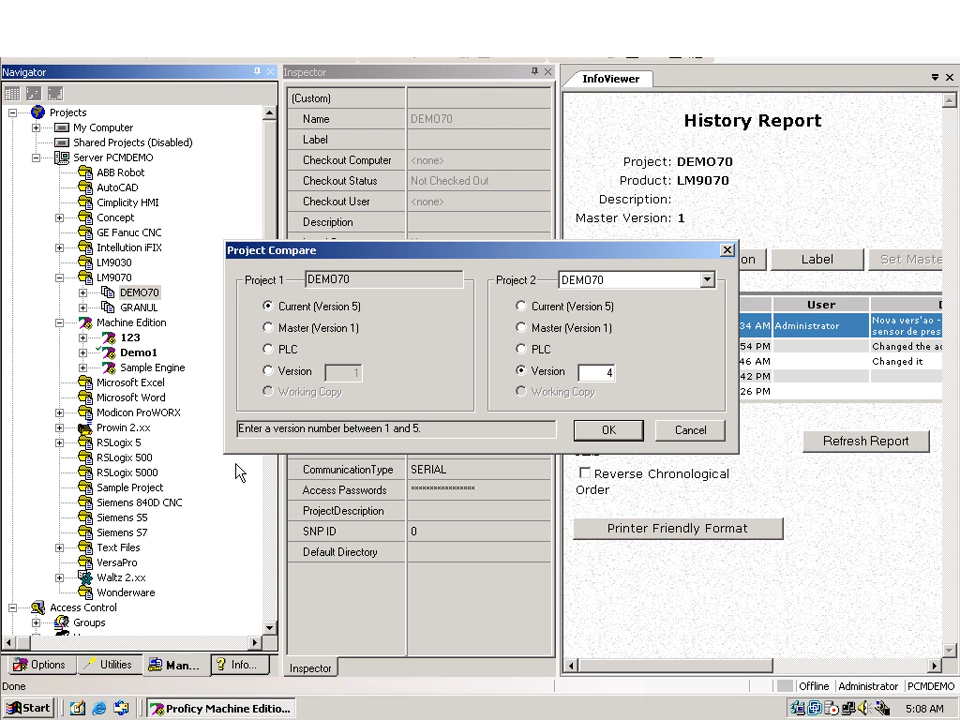 Navigator
Projects
My Computer
Shared Projects (Disabled)
Server PCMDEMO
ABB Robot
AutoCAD
Cimplicity HMI
Concept
GE Fanuc CNC
Intellution iFIX
LM9030
LM9070
DEMO70
GRANUL
Machine Edition
123
Demo1
Sample Engine
Microsoft Excel
Microsoft Word
Modicon ProWORX
Prowin 2.xx
RSLogix 5
RSLogix 500
RSLogix 5000
Sample Project
Siemens 840D CNC
Siemens S5
Siemens S7
Text Files
VersaPro
Waltz 2.xx
Wonderware
Access Control
Groups
Options Utilities Man... Info...
Inspector
(Custom)
Name DEMO70
Label
Checkout Computer <none>
Checkout Status Not Checked Out
Checkout User <none>
Description
CommunicationType SERIAL
Access Passwords ****************
ProjectDescription
SNP ID 0
Default Directory
Inspector
Project Compare
Project 1 DEMO70
Current (Version 5)
Master (Version 1)
PLC
Version 1
Working Copy
Project 2 DEMO70
Current (Version 5)
Master (Version 1)
PLC
Version 4
Working Copy
Enter a version number between 1 and 5.
OK Cancel
InfoViewer
History Report
Project: DEMO70
Product: LM9070
Description:
Master Version: 1
on Label Set Maste
User D
34 AM Administrator Nova vers'ao -
sensor de pres
54 PM Changed the ac
46 AM Changed it
42 PM
26 PM
Refresh Report
Reverse Chronological
Order
Printer Friendly Format
Done
Offline Administrator PCMDEMO
Start Proficy Machine Editio... 5:08 AM